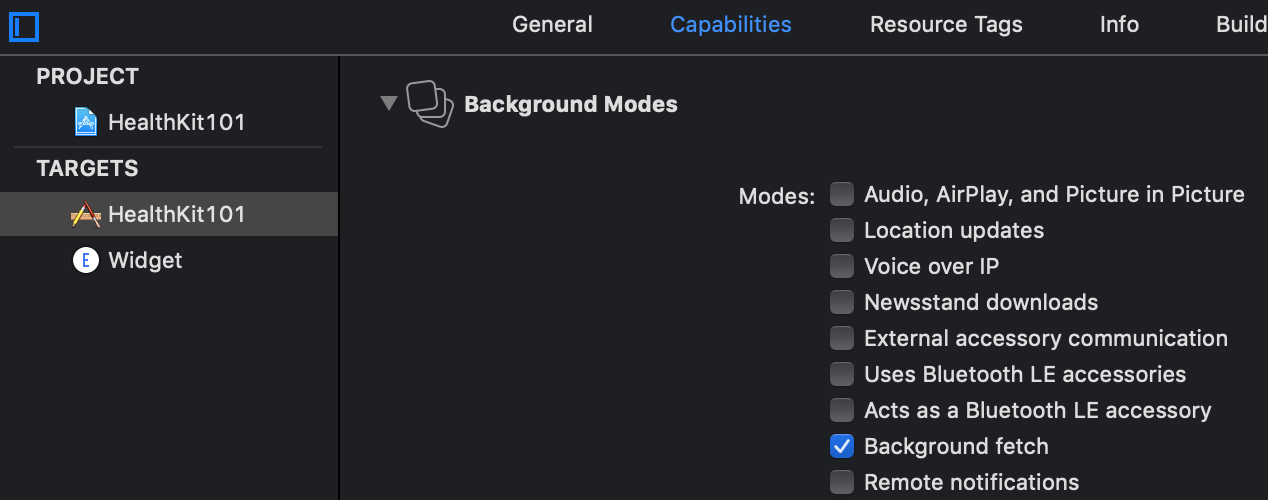 General Capabilities Resource Tags Info Build
PROJECT
HealthKit101
TARGETS
HealthKit101
E Widget
Background Modes
Modes: Audio, AirPlay, and Picture in Picture
Location updates
Voice over IP
Newsstand downloads
External accessory communication
Uses Bluetooth LE accessories
Acts as a Bluetooth LE accessory
Background fetch
Remote notifications